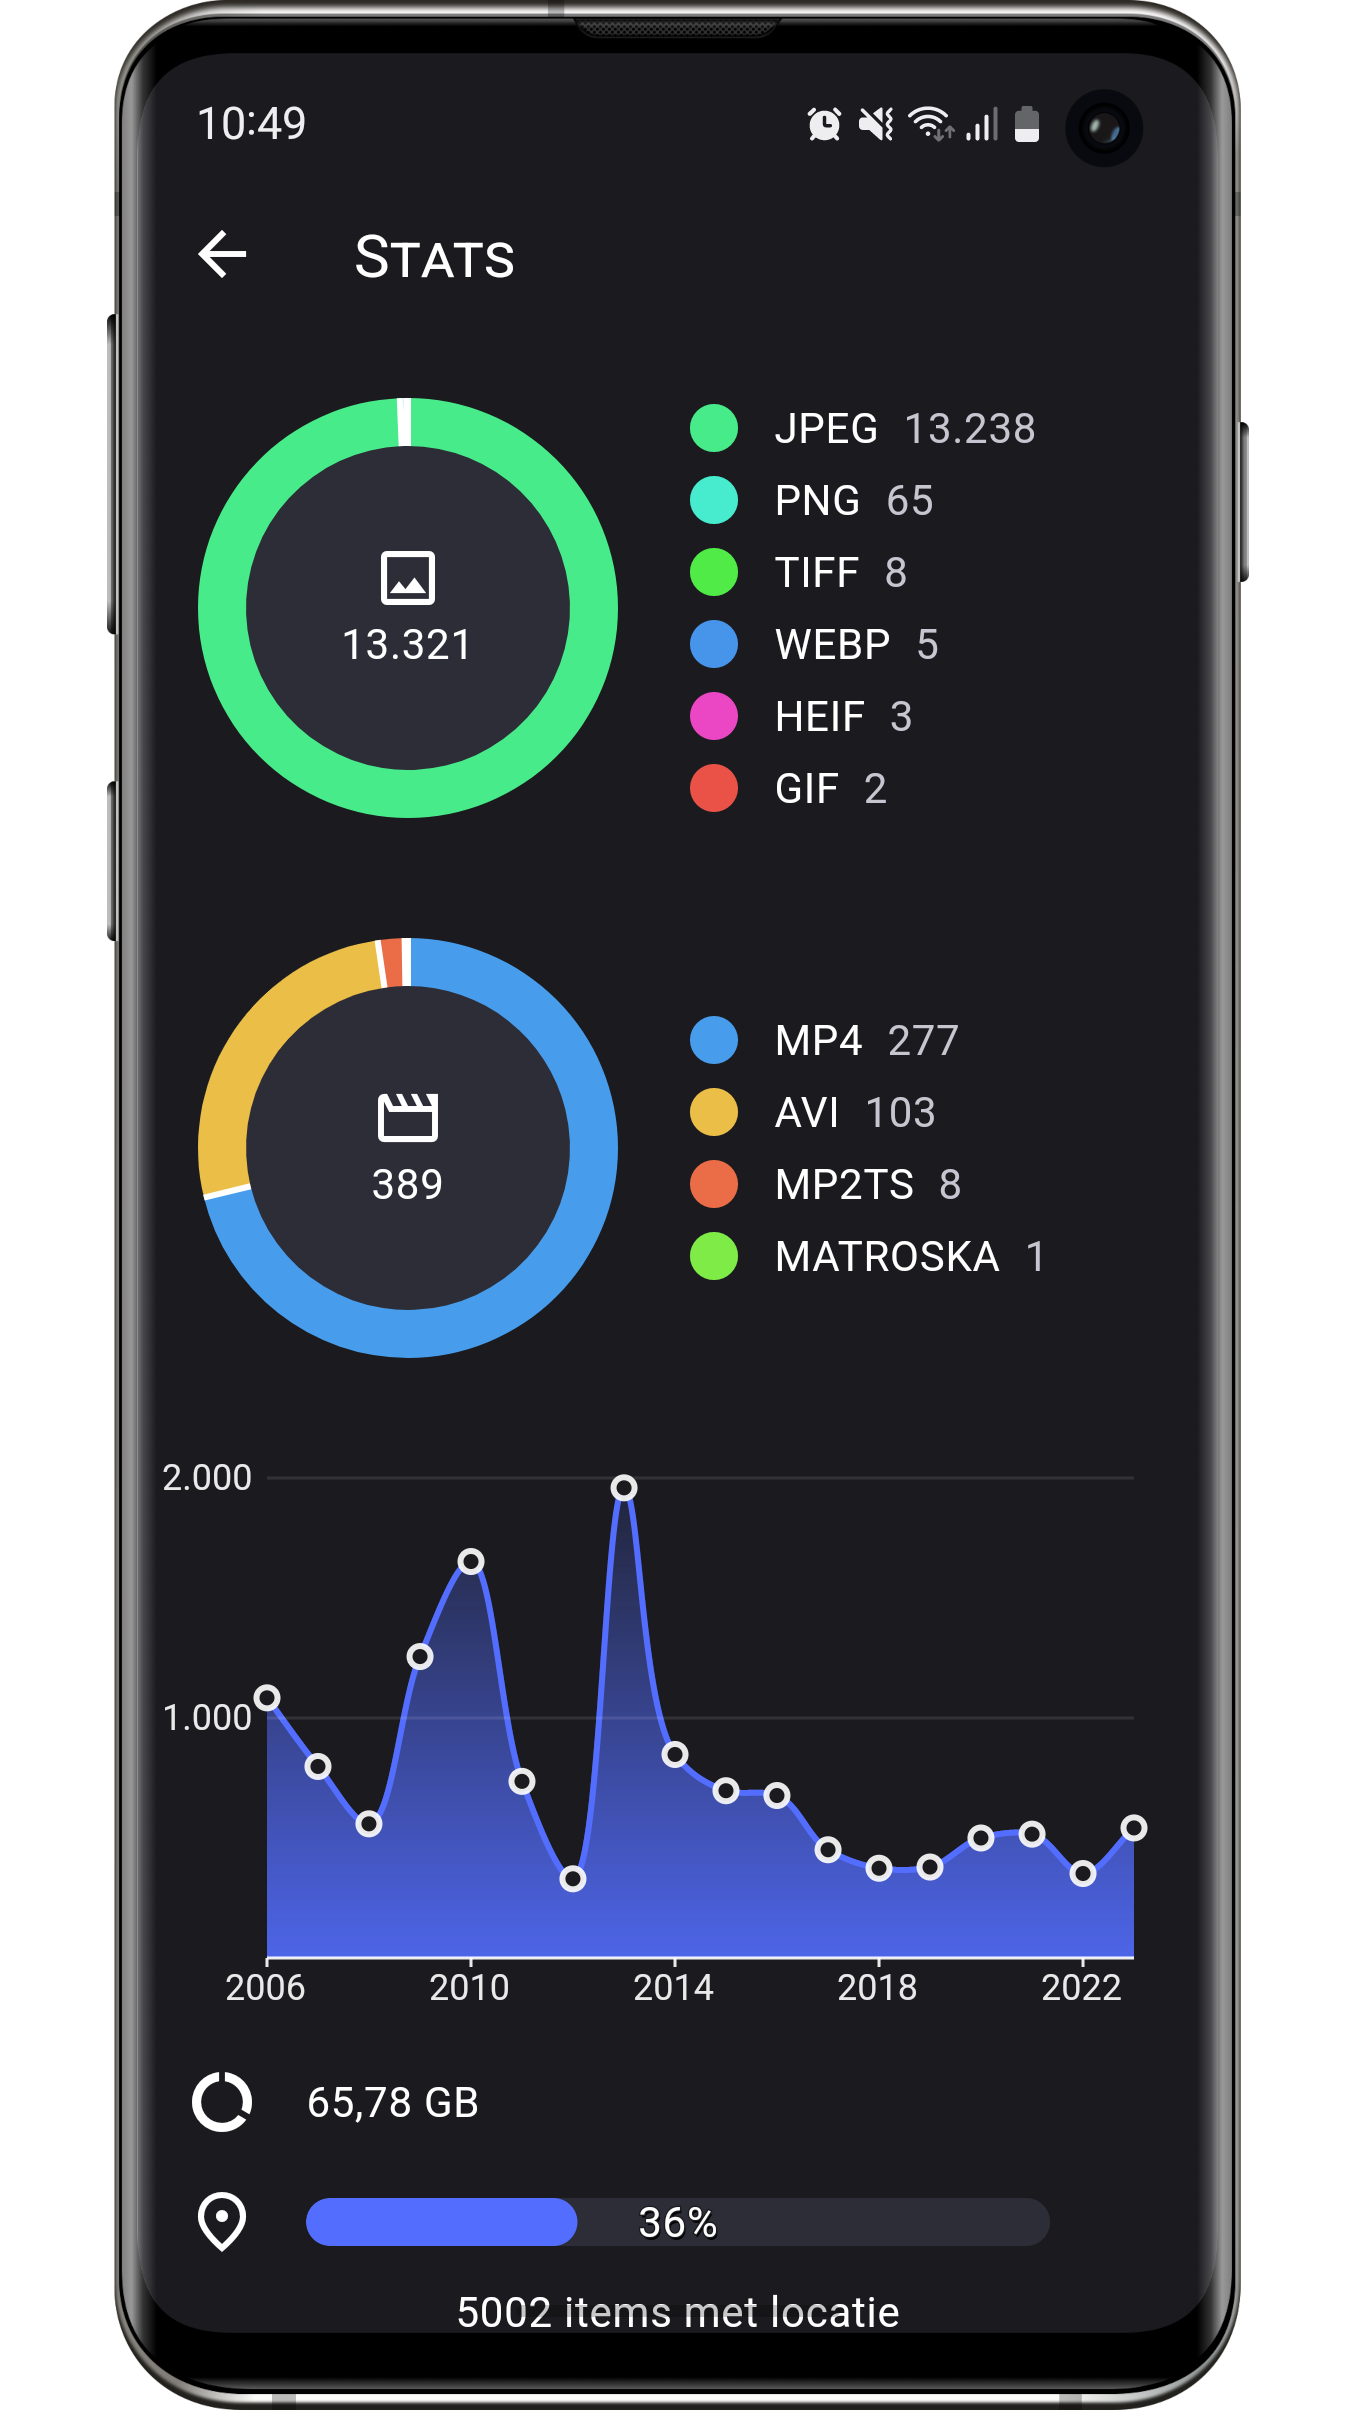 10:49
STATS
JPEG 13.238
PNG 65
TIFF 8
WEBP 5
HEIF 3
GIF 2
13.321
MP4 277
AVI 103
MP2TS 8
MATROSKA 1
389
2.000
1.000
2006 2010 2014 2018 2022
65,78 GB
36%
5002 items met locatie